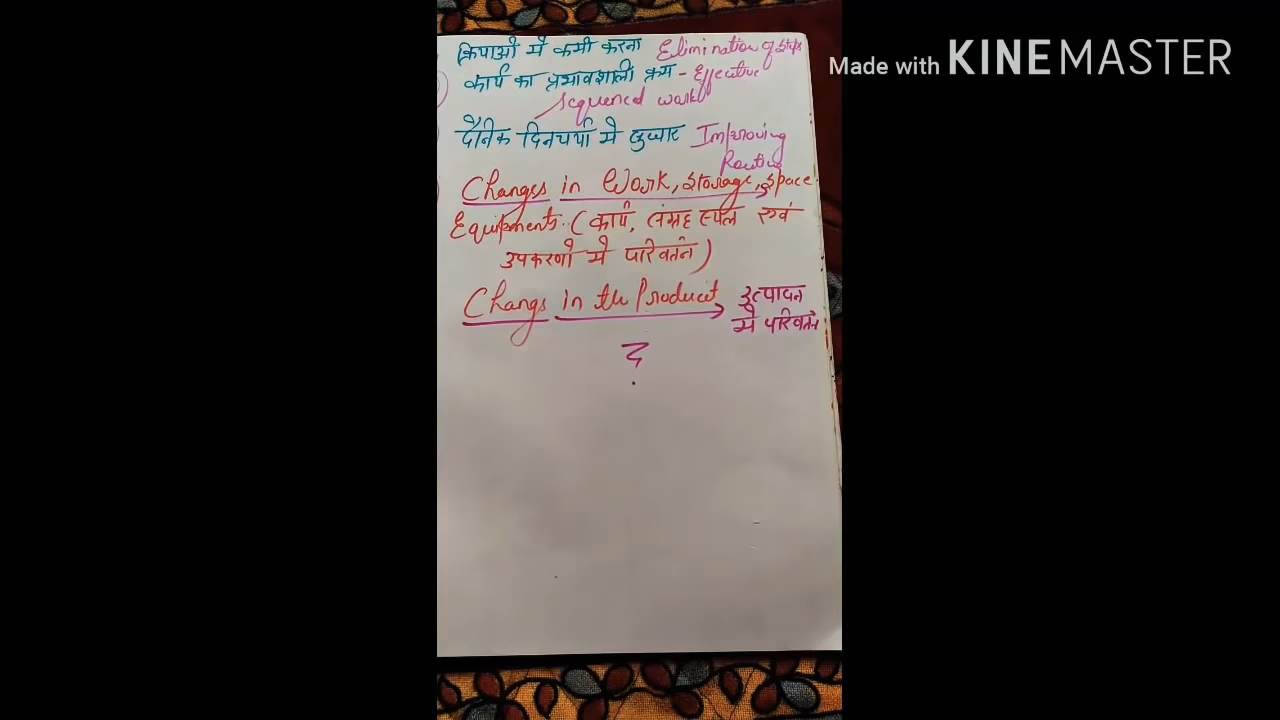 Made with KINEMASTER
क्रियाओं में कमी करना Elimination of Steps
कार्य का प्रभावशाली क्रम - Effective
Sequenced work
दैनिक दिनचर्या मे सुधार Improving
Routine
Changes in Work, Storage, Space
Equipments. (कार्य, संग्रह स्थल एवं
उपकरणों में परिवर्तन)
Changs in the Product उत्पादन
में परिवर्तन